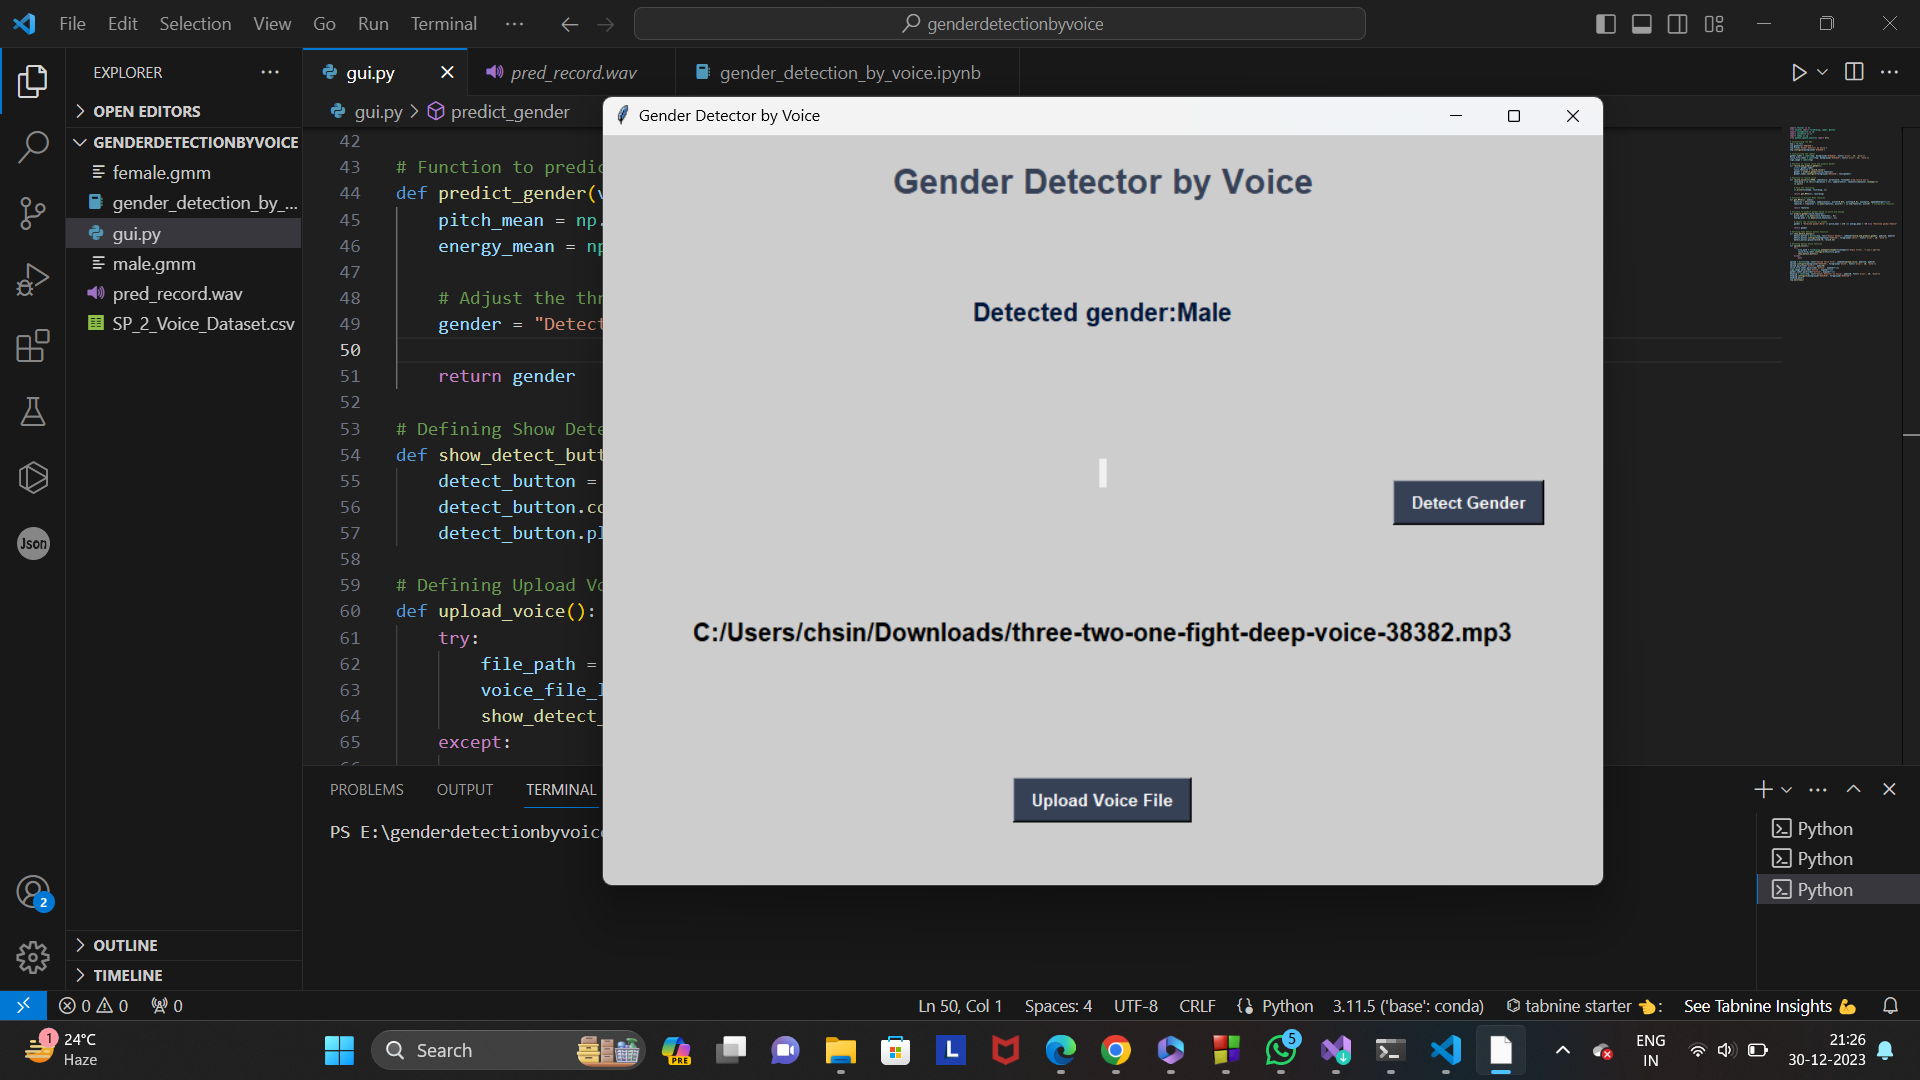 File Edit Selection View Go Run Terminal ···
genderdetectionbyvoice
EXPLORER
OPEN EDITORS
GENDERDETECTIONBYVOICE
female.gmm
gender_detection_by_...
gui.py
male.gmm
pred_record.wav
SP_2_Voice_Dataset.csv
OUTLINE
TIMELINE
Json
2
gui.py pred_record.wav gender_detection_by_voice.ipynb
gui.py > predict_gender
42
43 # Function to predic
44 def predict_gender(
45 pitch_mean = np.
46 energy_mean = np
47
48 # Adjust the thr
49 gender = "Detect
50
51 return gender
52
53 # Defining Show Dete
54 def show_detect_butt
55 detect_button =
56 detect_button.co
57 detect_button.pl
58
59 # Defining Upload Vo
60 def upload_voice():
61 try:
62 file_path =
63 voice_file_l
64 show_detect_
65 except:
Gender Detector by Voice
Gender Detector by Voice
Detected gender:Male
Detect Gender
C:/Users/chsin/Downloads/three-two-one-fight-deep-voice-38382.mp3
Upload Voice File
PROBLEMS OUTPUT TERMINAL
PS E:\genderdetectionbyvoic
Python
Python
Python
0 0 0
Ln 50, Col 1 Spaces: 4 UTF-8 CRLF Python 3.11.5 ('base': conda) tabnine starter 👈: See Tabnine Insights 💪
1
24°C
Haze
Search
PRE
L
5
ENG
IN
21:26
30-12-2023